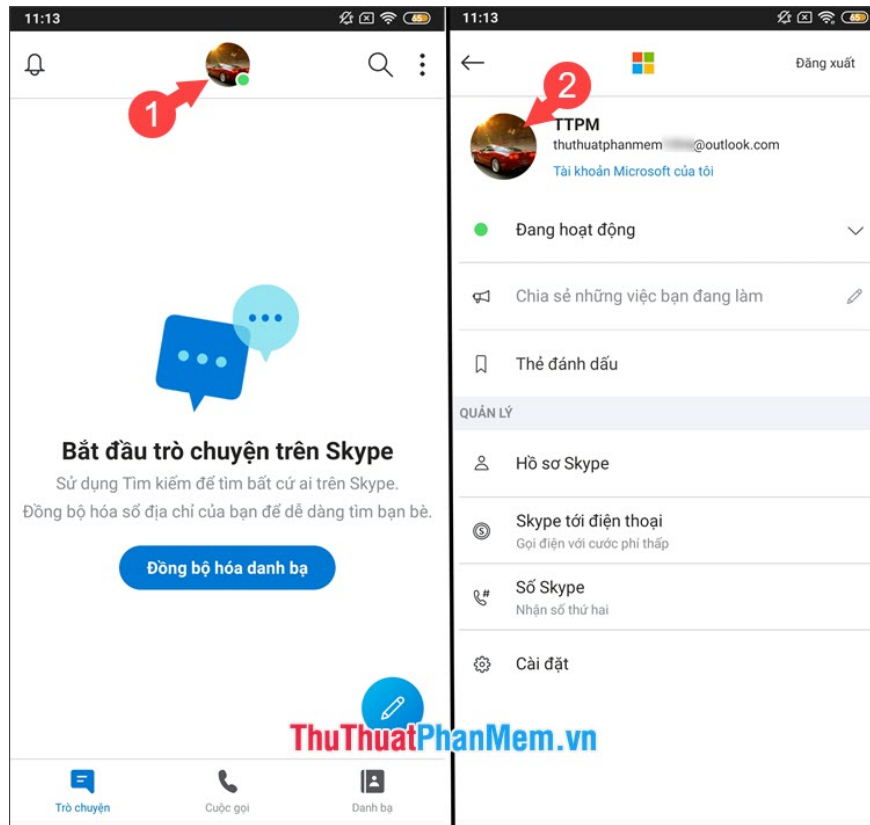 11:13
65
1
Bắt đầu trò chuyện trên Skype
Sử dụng Tìm kiếm để tìm bất cứ ai trên Skype.
Đồng bộ hóa sổ địa chỉ của bạn để dễ dàng tìm bạn bè.
Đồng bộ hóa danh bạ
Trò chuyện
Cuộc gọi
Danh bạ
11:13
65
Đăng xuất
2
TTPM
thuthuatphanmem @outlook.com
Tài khoản Microsoft của tôi
Đang hoạt động
Chia sẻ những việc bạn đang làm
Thẻ đánh dấu
QUẢN LÝ
Hồ sơ Skype
Skype tới điện thoại
Gọi điện với cước phí thấp
Số Skype
Nhận số thứ hai
Cài đặt
ThuThuatPhanMem.vn